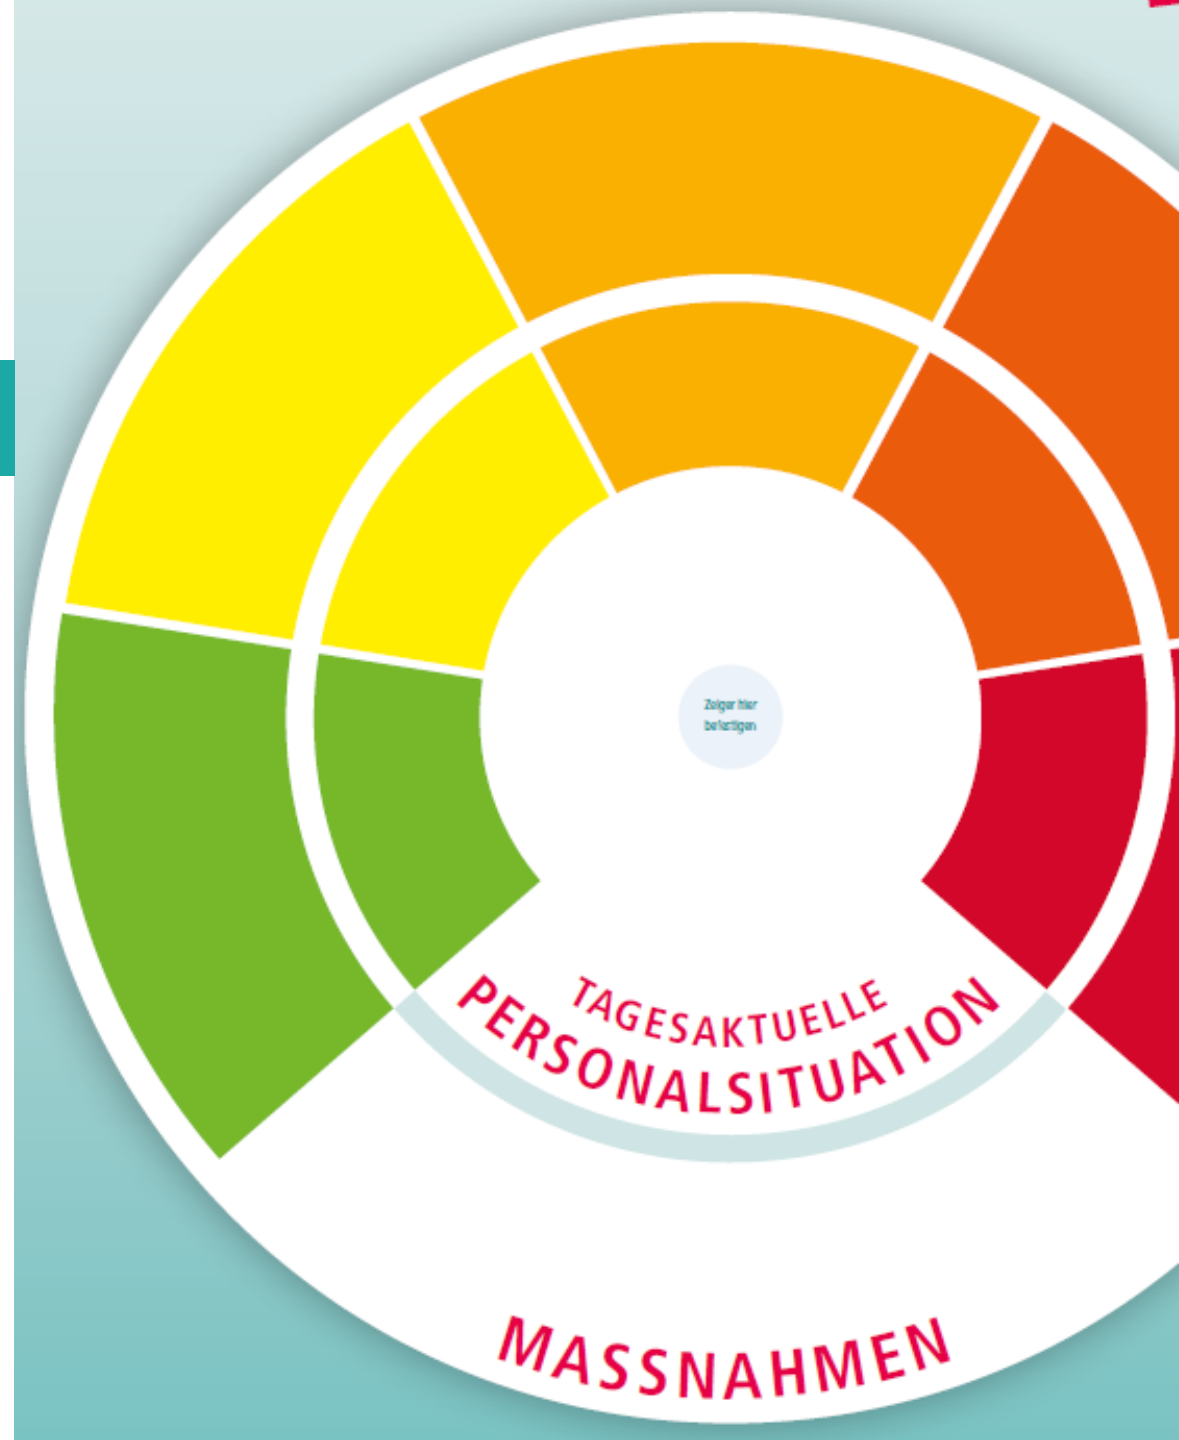 Zeiger hier
befestigen
TAGESAKTUELLE
PERSONALSITUATION
MASSNAHMEN